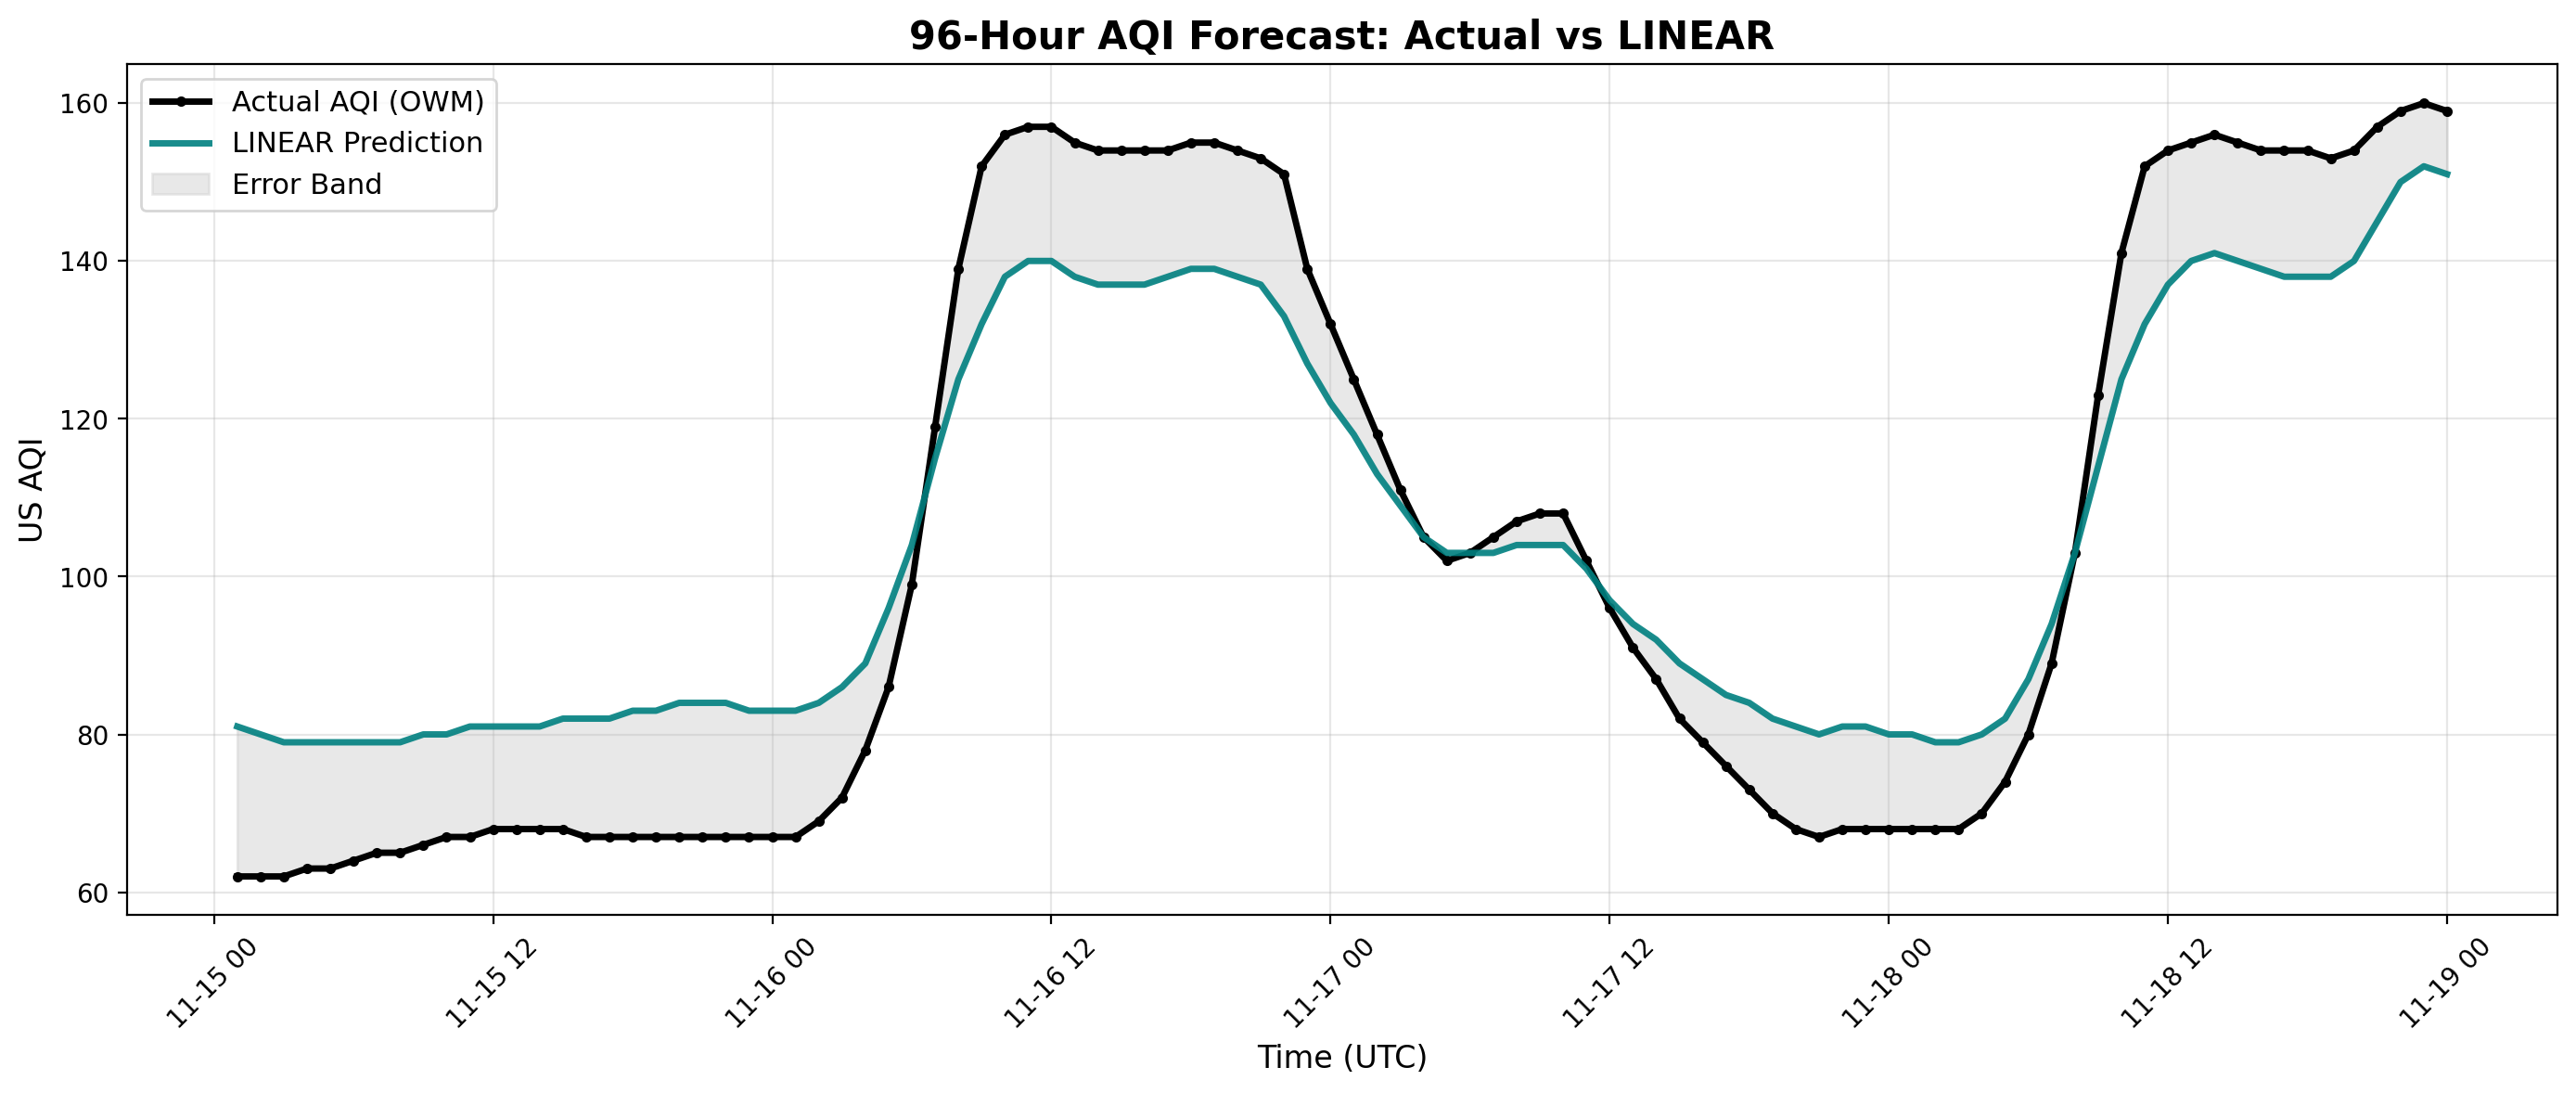 96-Hour AQI Forecast: Actual vs LINEAR
Actual AQI (OWM)
LINEAR Prediction
Error Band
US AQI
160
140
120
100
80
60
11-15 00
11-15 12
11-16 00
11-16 12
11-17 00
11-17 12
11-18 00
11-18 12
11-19 00
Time (UTC)